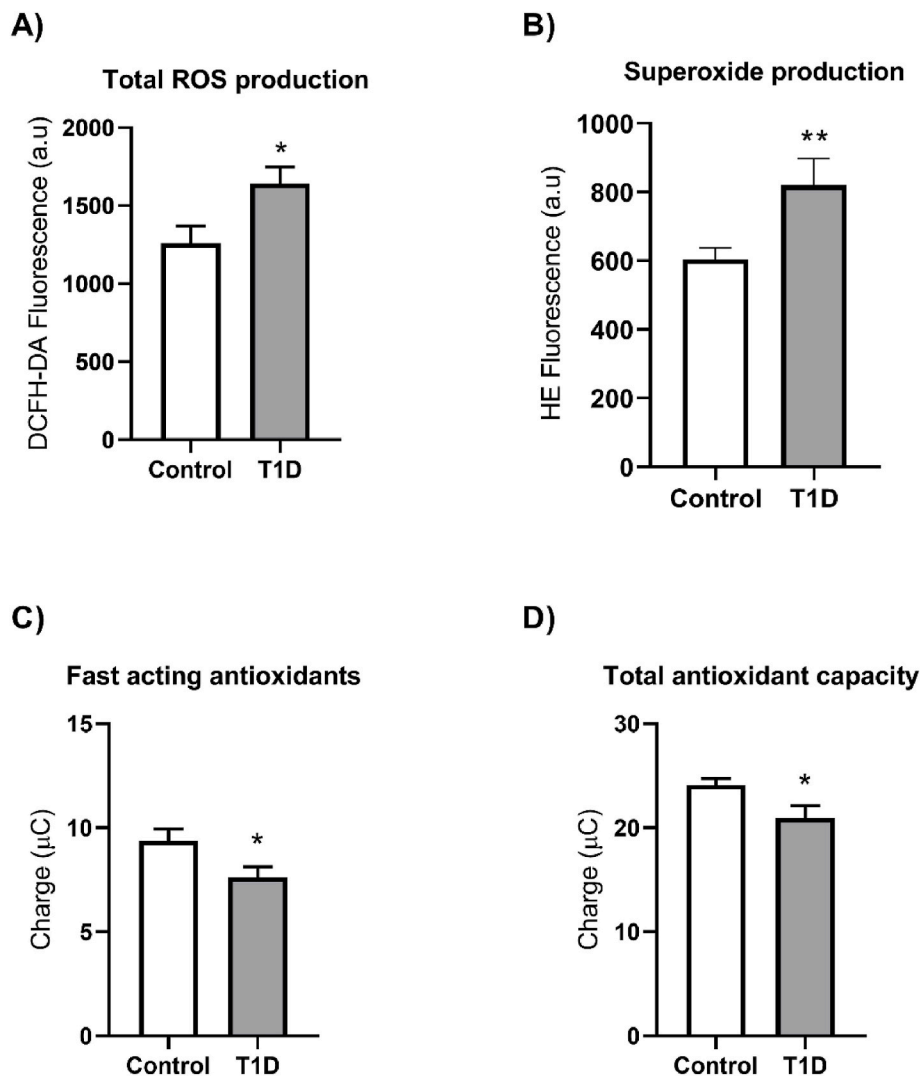 A)
Total ROS production
DCFH-DA Fluorescence (a.u)
2000
1500
1000
500
0
*
Control
T1D
B)
Superoxide production
HE Fluorescence (a.u)
1000
800
600
400
200
0
**
Control
T1D
C)
Fast acting antioxidants
Charge (μC)
15
10
5
0
*
Control
T1D
D)
Total antioxidant capacity
Charge (μC)
30
20
10
0
*
Control
T1D